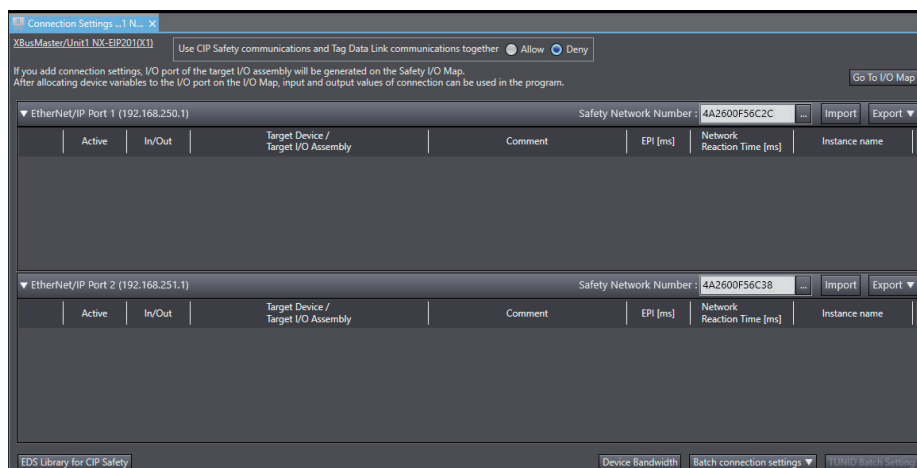 Connection Settings ...1 N... ×
XBusMaster/Unit1 NX-EIP201(X1)
Use CIP Safety communications and Tag Data Link communications together Allow Deny
If you add connection settings, I/O port of the target I/O assembly will be generated on the Safety I/O Map.
After allocating device variables to the I/O port on the I/O Map, input and output values of connection can be used in the program.
Go To I/O Map
▼ EtherNet/IP Port 1 (192.168.250.1) Safety Network Number : 4A2600F56C2C ... Import Export ▼
Active In/Out Target Device / Target I/O Assembly Comment EPI [ms] Network Reaction Time [ms] Instance name
▼ EtherNet/IP Port 2 (192.168.251.1) Safety Network Number : 4A2600F56C38 ... Import Export ▼
Active In/Out Target Device / Target I/O Assembly Comment EPI [ms] Network Reaction Time [ms] Instance name
EDS Library for CIP Safety Device Bandwidth Batch connection settings ▼ TUNID Batch Setting